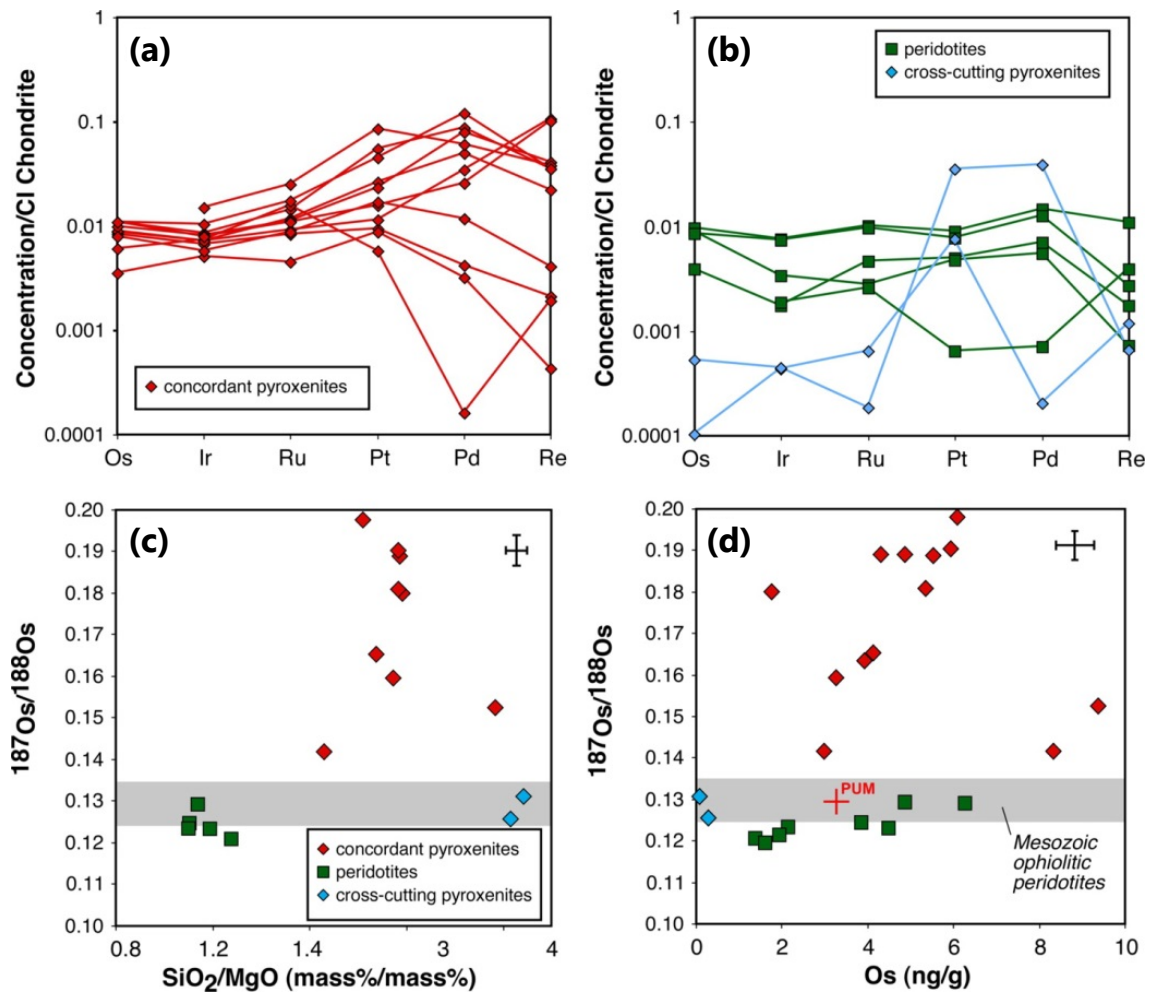 (a)
Concentration/CI Chondrite
1
0.1
0.01
0.001
0.0001
concordant pyroxenites
Os Ir Ru Pt Pd Re
(b)
Concentration/CI Chondrite
1
0.1
0.01
0.001
0.0001
peridotites
cross-cutting pyroxenites
Os Ir Ru Pt Pd Re
(c)
187Os/188Os
0.20
0.19
0.18
0.17
0.16
0.15
0.14
0.13
0.12
0.11
0.10
concordant pyroxenites
peridotites
cross-cutting pyroxenites
0.8 1.2 1.4 3 4
SiO2/MgO (mass%/mass%)
(d)
187Os/188Os
0.20
0.19
0.18
0.17
0.16
0.15
0.14
0.13
0.12
0.11
0.10
PUM
Mesozoic
ophiolitic
peridotites
0 2 4 6 8 10
Os (ng/g)